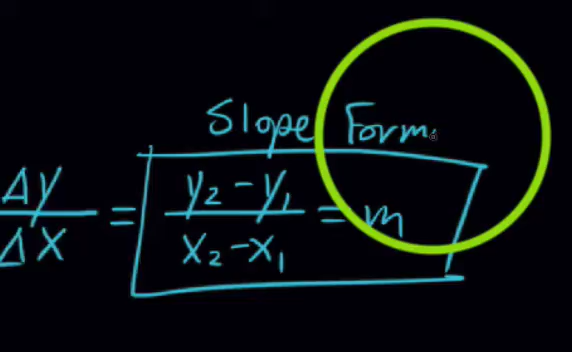 Slope Form
Δy/Δx = y₂-y₁/x₂-x₁ = m